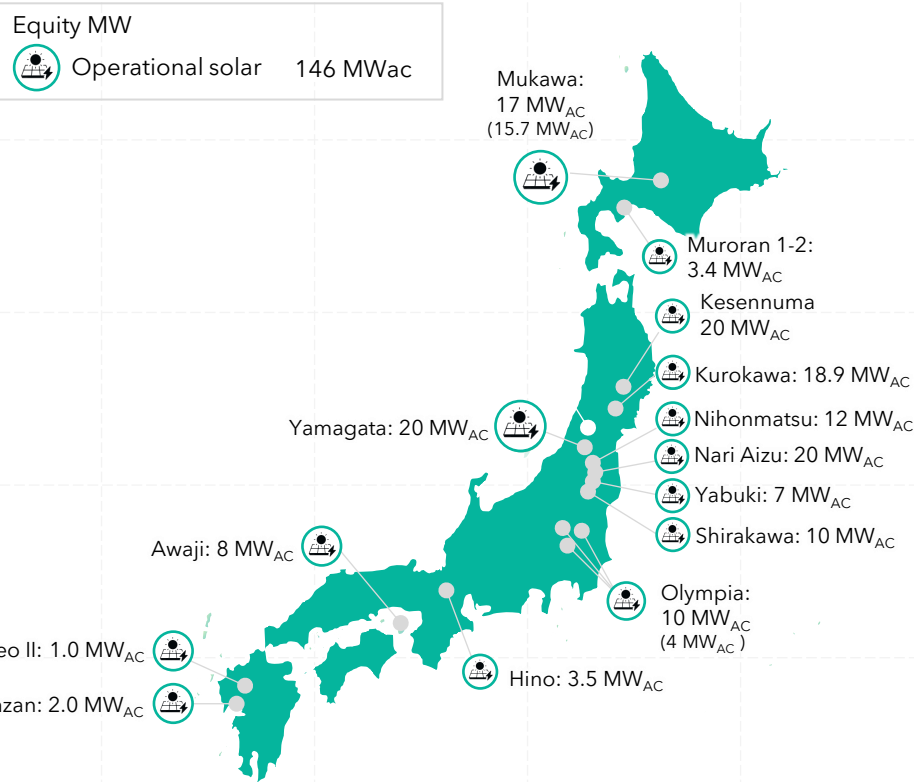 Equity MW
Operational solar 146 MWac
Mukawa:
17 MWAC
(15.7 MWAC)
Muroran 1-2:
3.4 MWAC
Kesennuma
20 MWAC
Kurokawa: 18.9 MWAC
Yamagata: 20 MWAC
Nihonmatsu: 12 MWAC
Nari Aizu: 20 MWAC
Yabuki: 7 MWAC
Shirakawa: 10 MWAC
Awaji: 8 MWAC
Olympia:
10 MWAC
(4 MWAC )
II: 1.0 MWAC
Hino: 3.5 MWAC
2.0 MWAC